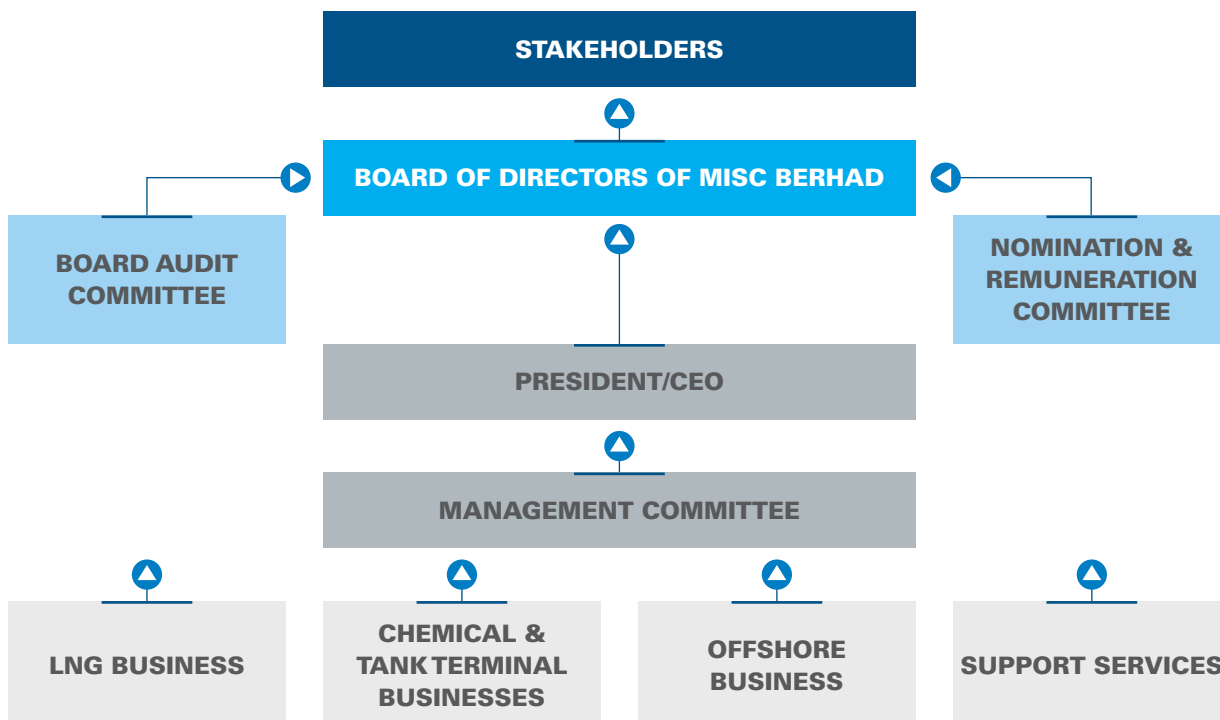 STAKEHOLDERS
BOARD OF DIRECTORS OF MISC BERHAD
BOARD AUDIT
COMMITTEE
NOMINATION &
REMUNERATION
COMMITTEE
PRESIDENT/CEO
MANAGEMENT COMMITTEE
LNG BUSINESS
CHEMICAL &
TANK TERMINAL
BUSINESSES
OFFSHORE
BUSINESS
SUPPORT SERVICES